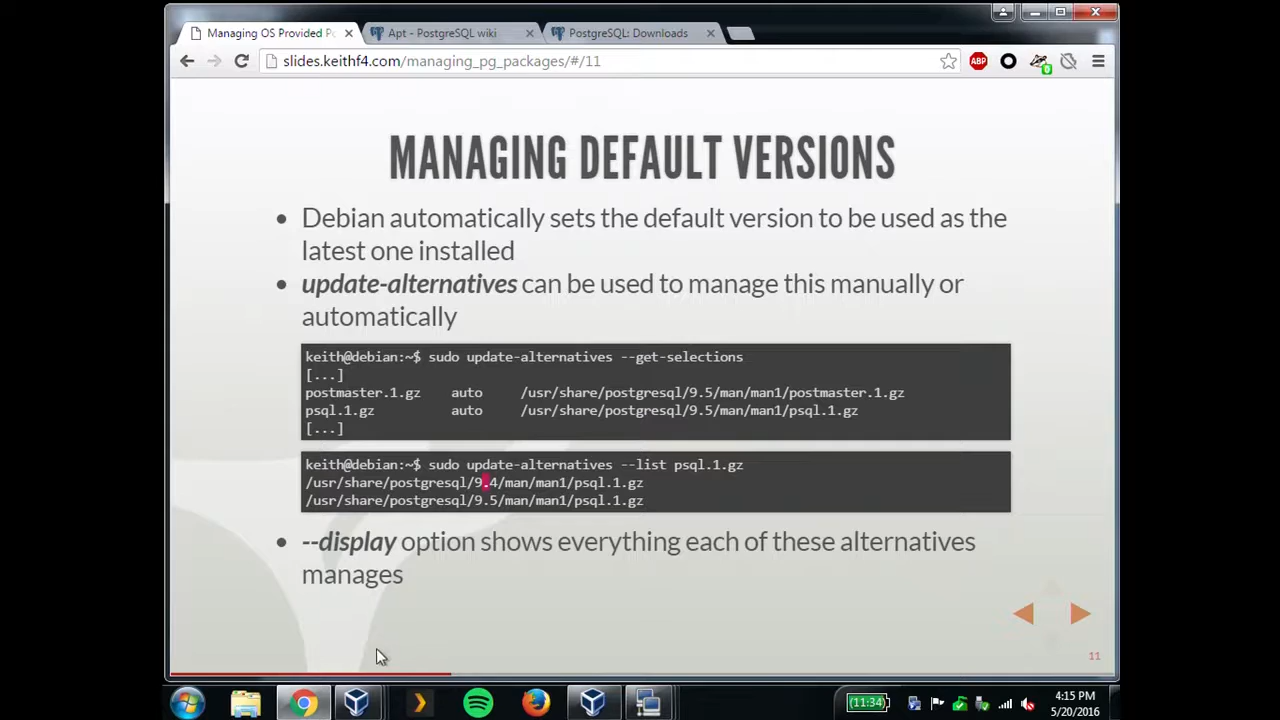 Managing OS Provided Po
Apt - PostgreSQL wiki
PostgreSQL: Downloads
slides.keithf4.com/managing_pg_packages/#/11
ABP
MANAGING DEFAULT VERSIONS
Debian automatically sets the default version to be used as the
latest one installed
update-alternatives can be used to manage this manually or
automatically
keith@debian:~$ sudo update-alternatives --get-selections
[...]
postmaster.1.gz auto /usr/share/postgresql/9.5/man/man1/postmaster.1.gz
psql.1.gz auto /usr/share/postgresql/9.5/man/man1/psql.1.gz
[...]
keith@debian:~$ sudo update-alternatives --list psql.1.gz
/usr/share/postgresql/9.4/man/man1/psql.1.gz
/usr/share/postgresql/9.5/man/man1/psql.1.gz
--display option shows everything each of these alternatives
manages
11
(11:34)
4:15 PM
5/20/2016